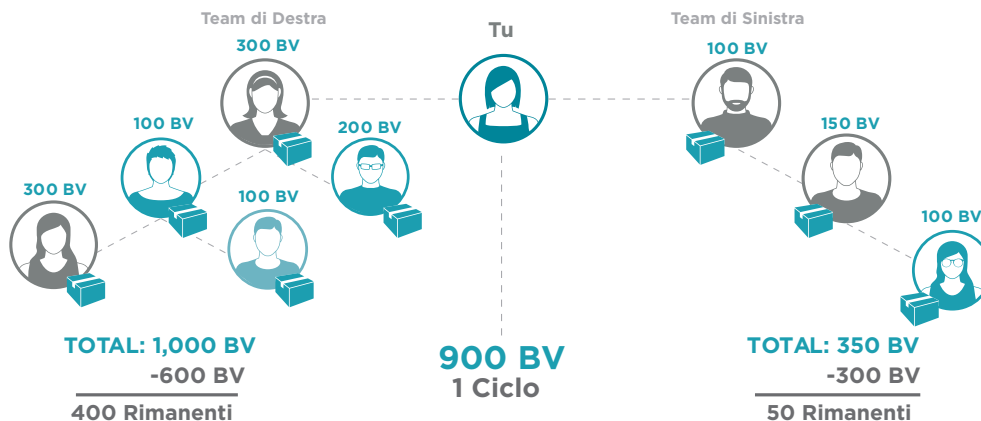 Team di Destra
Tu
Team di Sinistra
300 BV
100 BV
100 BV
200 BV
150 BV
300 BV
100 BV
100 BV
TOTAL: 1,000 BV
-600 BV
400 Rimanenti
900 BV
1 Ciclo
TOTAL: 350 BV
-300 BV
50 Rimanenti